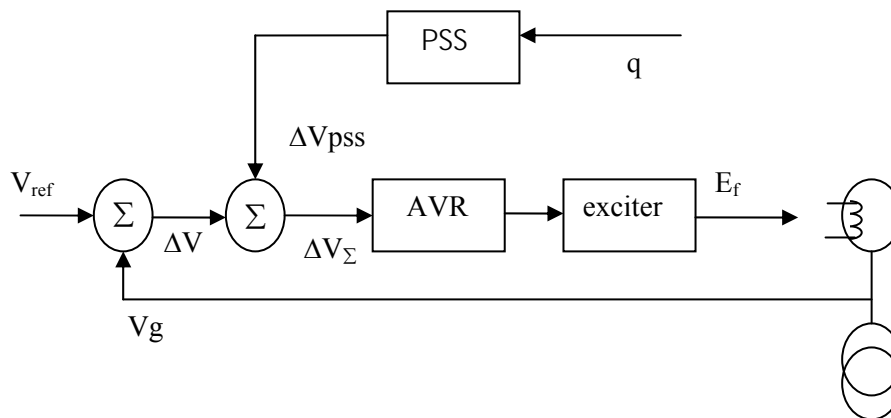 PSS
q
ΔVpss
V_ref
Σ
Σ
AVR
exciter
E_f
ΔV
ΔV_Σ
Vg